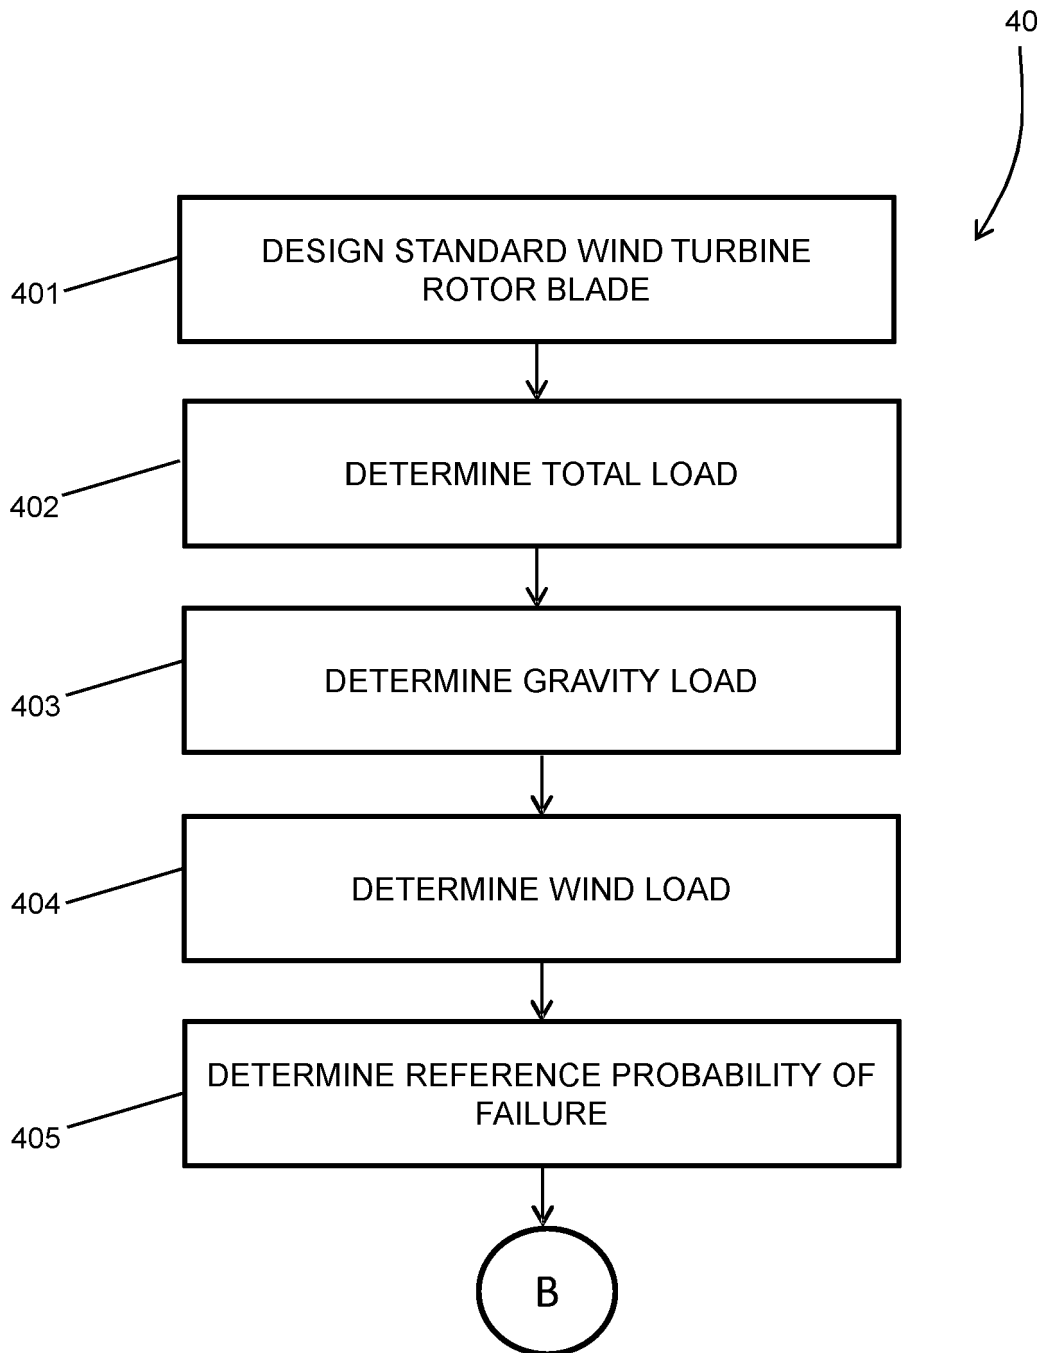 40
DESIGN STANDARD WIND TURBINE
ROTOR BLADE
401
DETERMINE TOTAL LOAD
402
DETERMINE GRAVITY LOAD
403
DETERMINE WIND LOAD
404
DETERMINE REFERENCE PROBABILITY OF
FAILURE
405
B